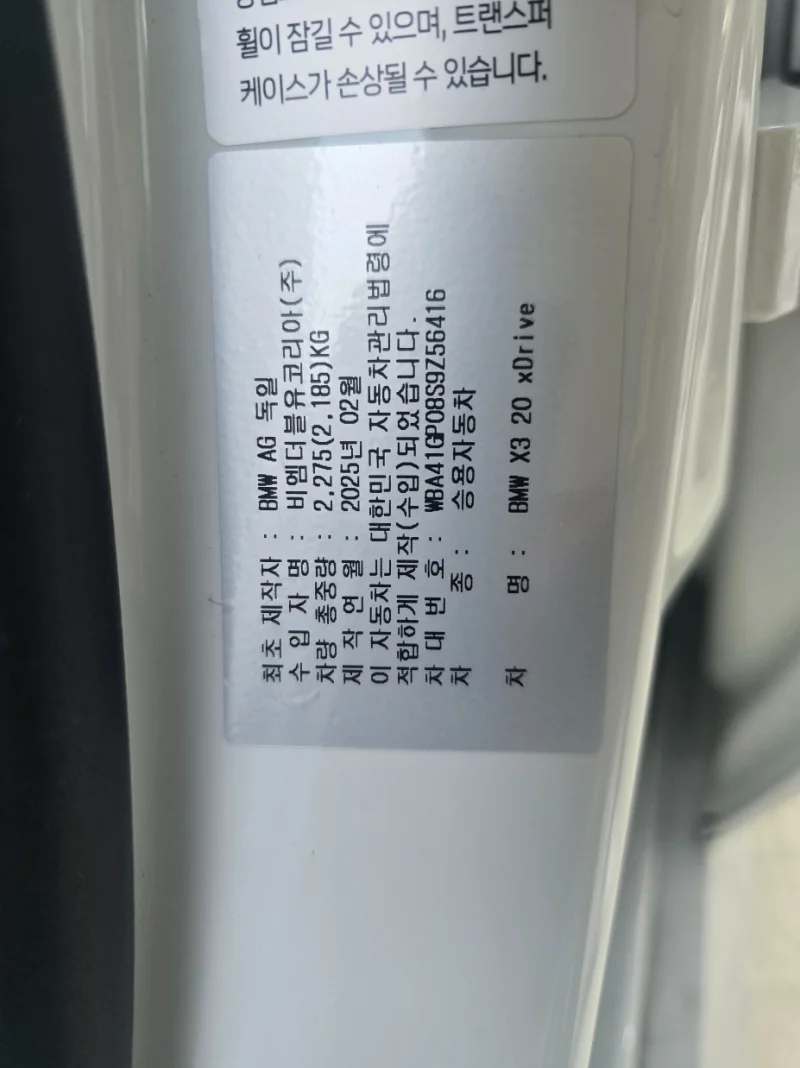 휠이 잠길 수 있으며, 트랜스퍼
케이스가 손상될 수 있습니다.
최초 제작자 : BMW AG 독일
수 입 자 명 : 비엠더블유코리아(주)
차량 총중량 : 2,275(2,185)KG
제 작 연 월 : 2025년 02월
이 자동차는 대한민국 자동차관리법령에
적합하게 제작(수입)되었습니다.
차 대 번 호 : WBA41GP08S9Z56416
차 종 : 승용자동차
차 명 : BMW X3 20 xDrive